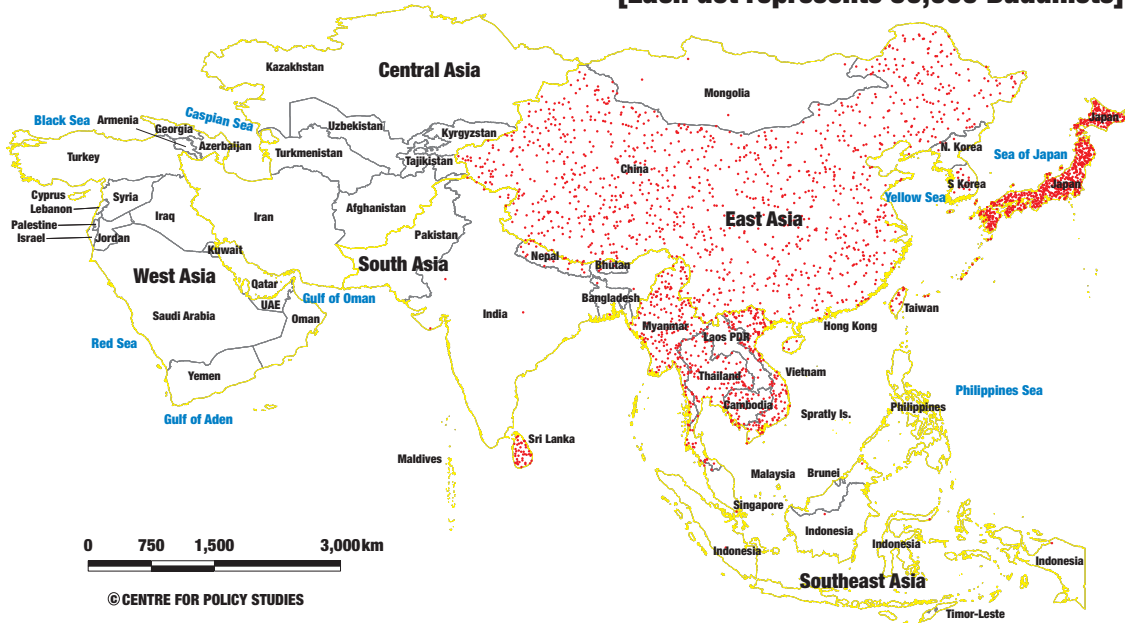 Kazakhstan
Central Asia
Mongolia
Black Sea
Armenia
Georgia
Caspian Sea
Azerbaijan
Uzbekistan
Kyrgyzstan
Turkey
Turkmenistan
Tajikistan
China
N. Korea
Sea of Japan
Japan
Cyprus
Lebanon
Syria
Palestine
Israel
Jordan
Iraq
Iran
Afghanistan
Pakistan
S Korea
Japan
Yellow Sea
East Asia
Kuwait
West Asia
South Asia
Nepal
Bhutan
Qatar
Gulf of Oman
UAE
Oman
Bangladesh
India
Saudi Arabia
Myanmar
Laos PDR
Hong Kong
Taiwan
Red Sea
Yemen
Thailand
Vietnam
Cambodia
Gulf of Aden
Spratly Is.
Philippines
Philippines Sea
Sri Lanka
Maldives
Malaysia
Brunei
Singapore
Indonesia
Indonesia
Indonesia
Indonesia
Southeast Asia
Timor-Leste
0 750 1,500 3,000km
© CENTRE FOR POLICY STUDIES